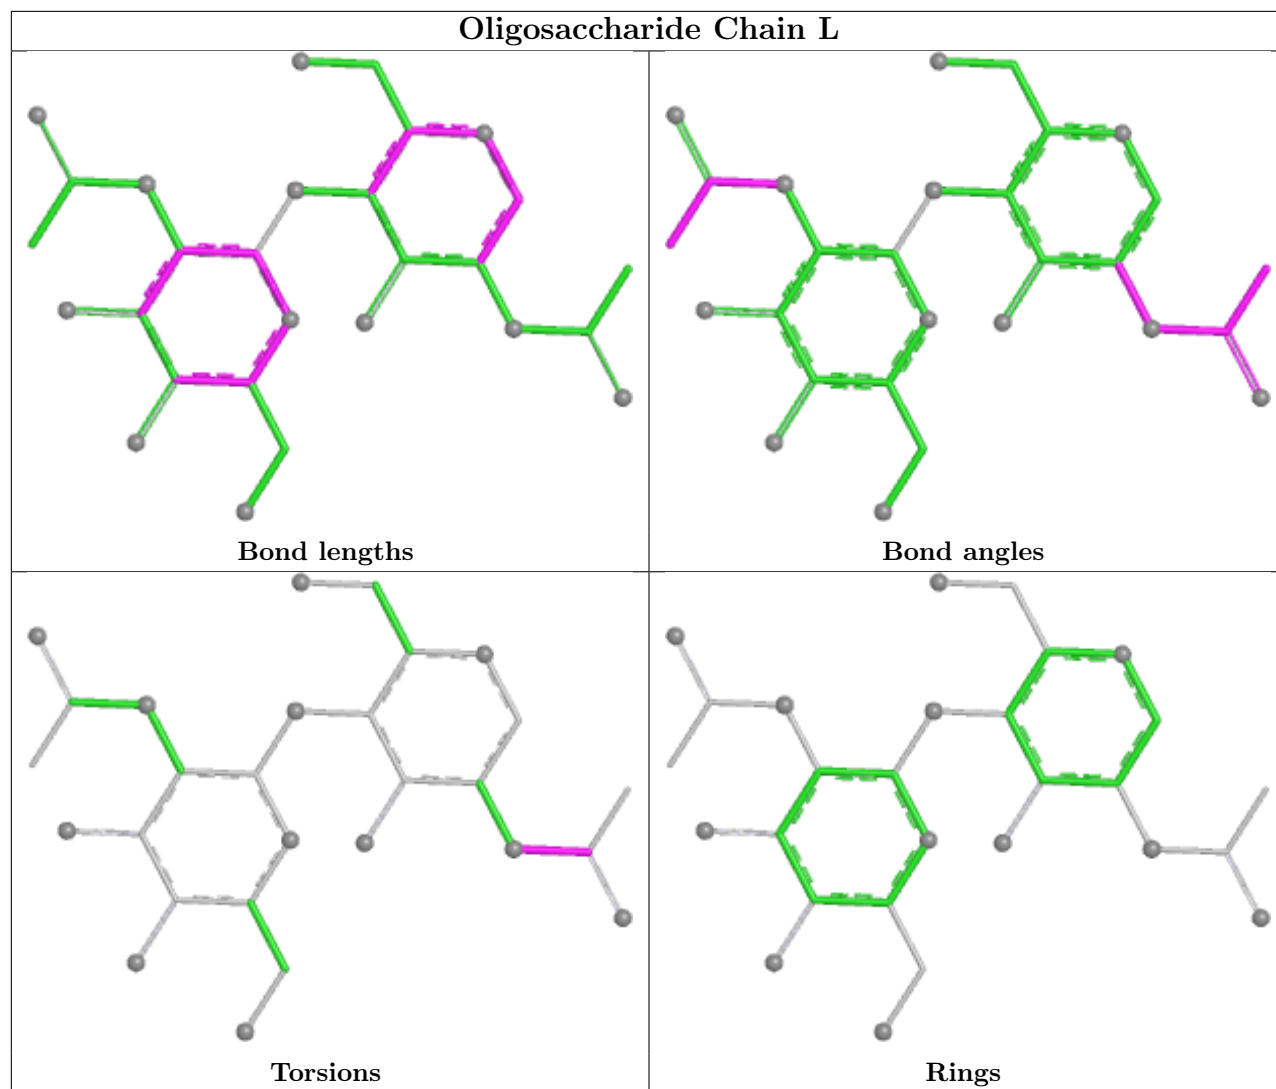 Oligosaccharide Chain L
Bond lengths
Bond angles
Torsions
Rings